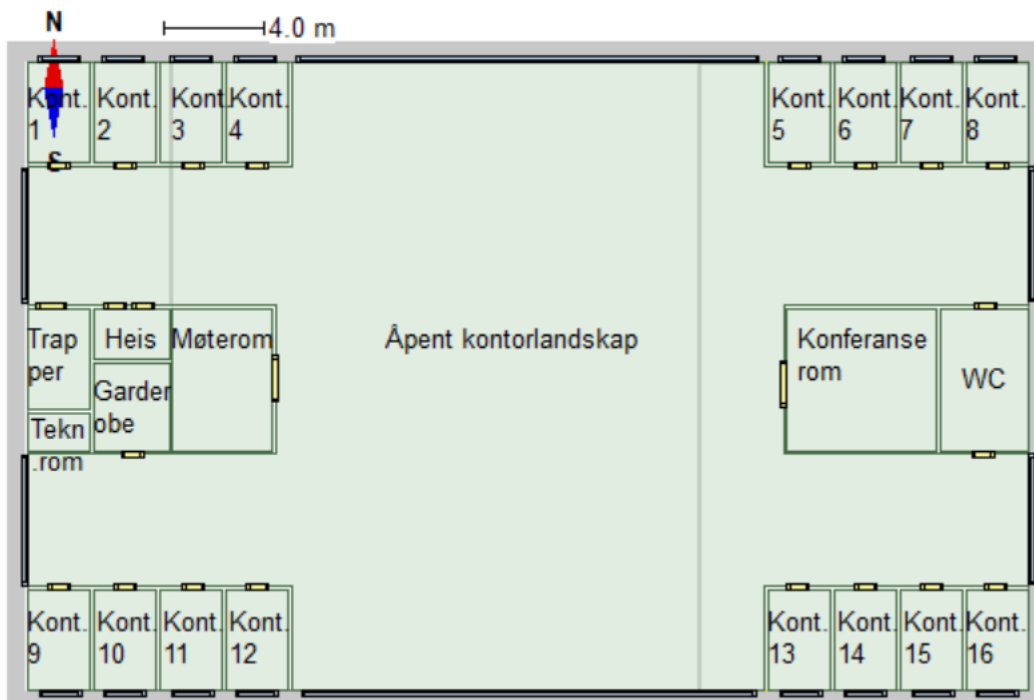 N
4.0 m
Kont.
1
Kont.
2
Kont.
3
Kont.
4
Kont.
5
Kont.
6
Kont.
7
Kont.
8
S
Trap
per
Heis
Møterom
Åpent kontorlandskap
Konferanse
rom
WC
Garder
obe
Tekn
.rom
Kont.
9
Kont.
10
Kont.
11
Kont.
12
Kont.
13
Kont.
14
Kont.
15
Kont.
16